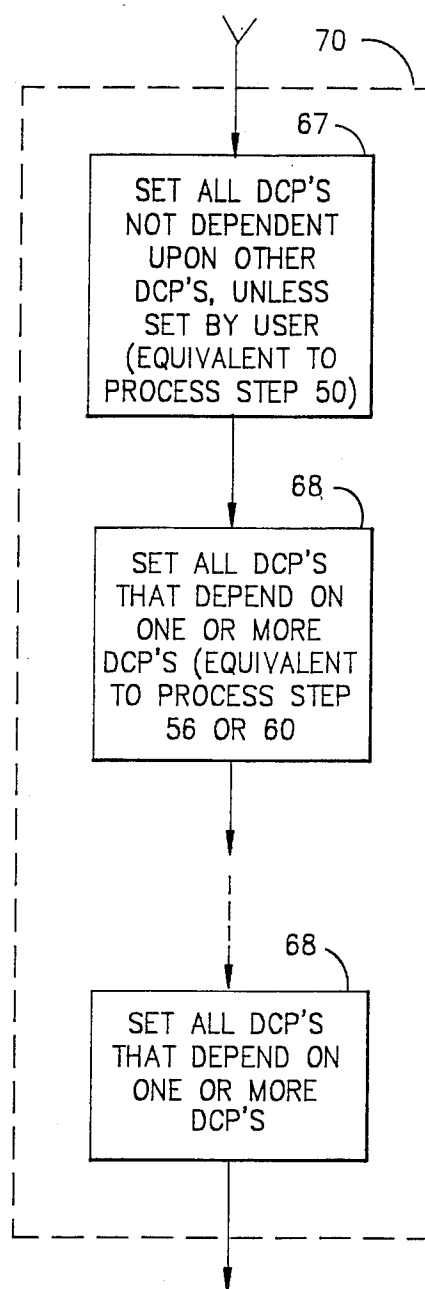 70
67
SET ALL DCP'S
NOT DEPENDENT
UPON OTHER
DCP'S, UNLESS
SET BY USER
(EQUIVALENT TO
PROCESS STEP 50)
68
SET ALL DCP'S
THAT DEPEND ON
ONE OR MORE
DCP'S (EQUIVALENT
TO PROCESS STEP
56 OR 60
68
SET ALL DCP'S
THAT DEPEND ON
ONE OR MORE
DCP'S